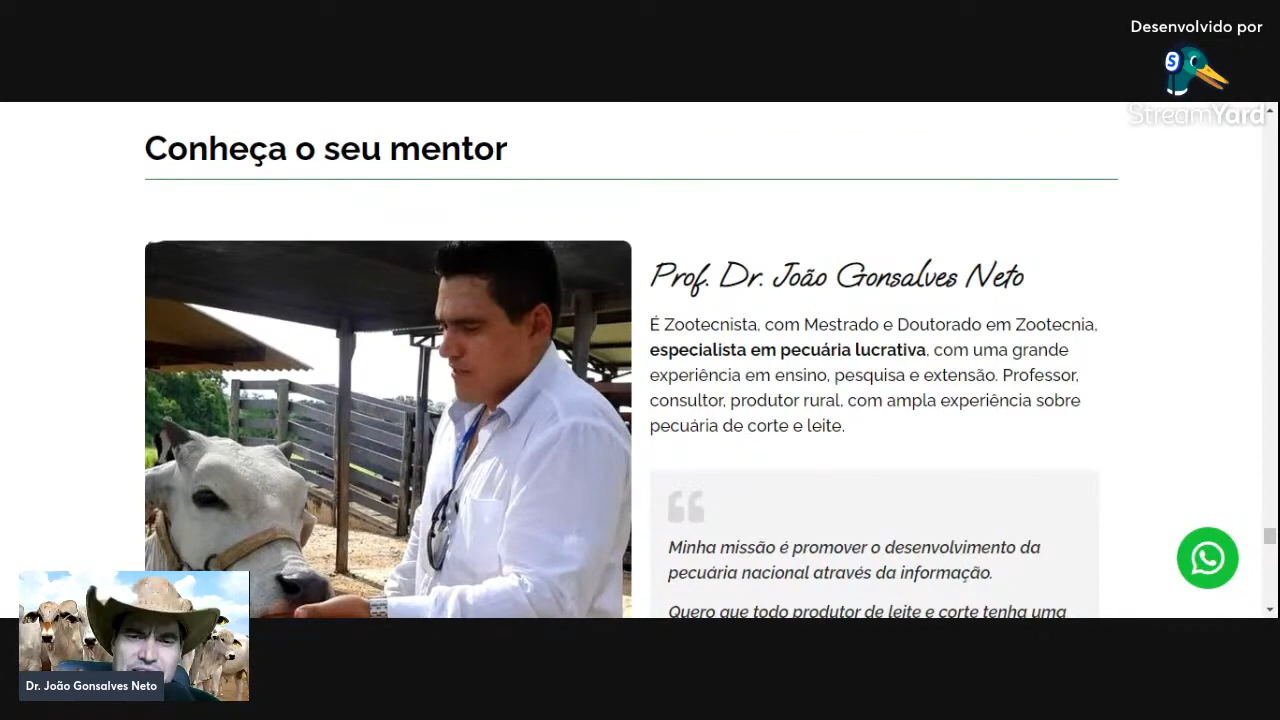 Desenvolvido por
S
StreamYard
Conheça o seu mentor
Prof. Dr. João Gonsalves Neto
É Zootecnista, com Mestrado e Doutorado em Zootecnia,
especialista em pecuária lucrativa, com uma grande
experiência em ensino, pesquisa e extensão. Professor,
consultor, produtor rural, com ampla experiência sobre
pecuária de corte e leite.
Minha missão é promover o desenvolvimento da
pecuária nacional através da informação.
Quero que todo produtor de leite e corte tenha uma
Dr. João Gonsalves Neto